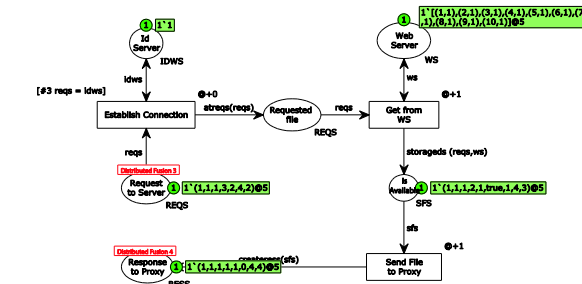 1 1`1
Id
Server
IDWS
1 1`[(1,1),(2,1),(3,1),(4,1),(5,1),(6,1),(7
,1),(8,1),(9,1),(10,1)]@5
Web
Server
WS
idws
ws
[#3 reqs = idws]
@+0
@+1
Establish Connection
atreqs(reqs)
Requested
file
REQS
reqs
Get from
WS
reqs
storageds (reqs,ws)
Distributed Fusion 3
Request
to Server
1 1`(1,1,1,3,2,4,2)@5
REQS
Is
Available
1 1`(1,1,1,2,1,true,1,4,3)@5
SFS
sfs
Distributed Fusion 4
Response
to Proxy
1 1`(1,1,1,1,1,0,4,4)@5
(sfs)
@+1
Send File
to Proxy